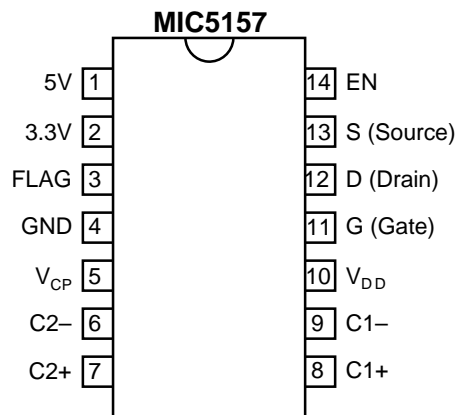 MIC5157
5V 1 14 EN
3.3V 2 13 S (Source)
FLAG 3 12 D (Drain)
GND 4 11 G (Gate)
VCP 5 10 VDD
C2– 6 9 C1–
C2+ 7 8 C1+